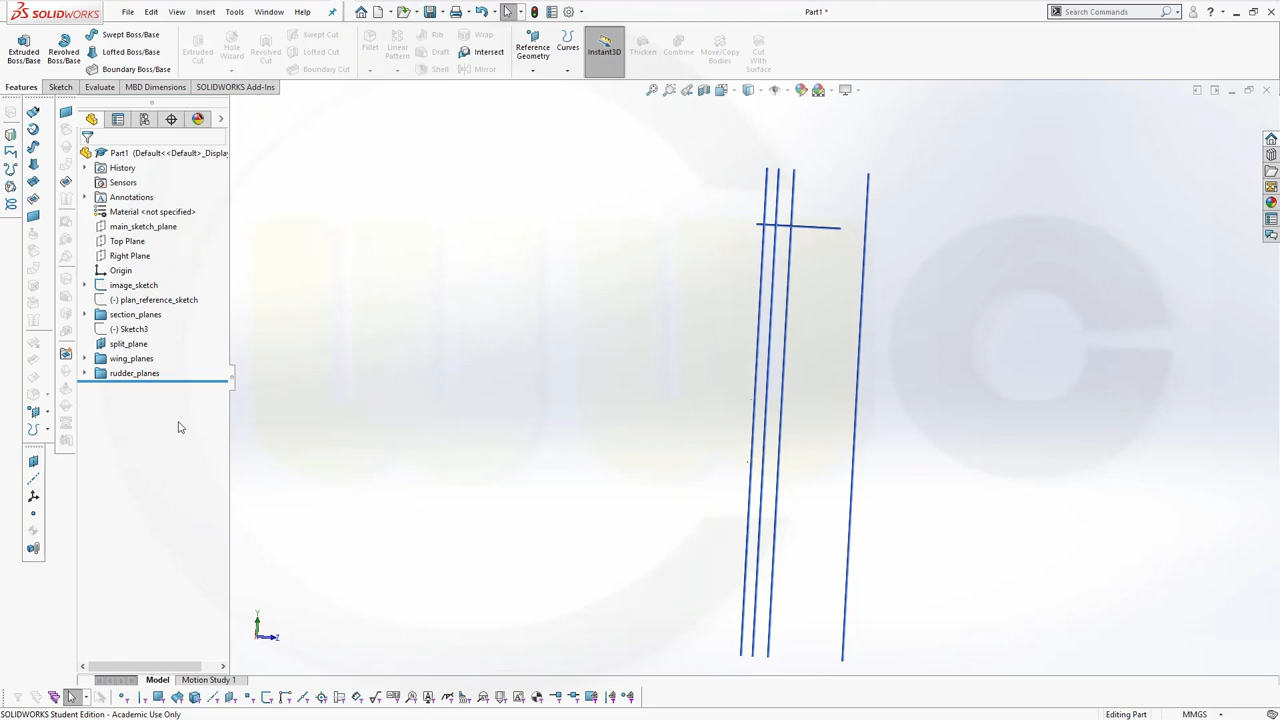 SOLIDWORKS
File
Edit
View
Insert
Tools
Window
Part1 *
Search Commands
Extruded Boss/Base
Revolved Boss/Base
Swept Boss/Base
Lofted Boss/Base
Boundary Boss/Base
Extruded Cut
Hole Wizard
Revolved Cut
Swept Cut
Lofted Cut
Boundary Cut
Fillet
Linear Pattern
Rib
Draft
Shell
Wrap
Intersect
Mirror
Reference Geometry
Curves
Instant3D
Thicken
Combine
Move/Copy Bodies
Cut With Surface
Features
Sketch
Evaluate
MBD Dimensions
SOLIDWORKS Add-Ins
Part1 (Default<<Default>_Display
History
Sensors
Annotations
Material <not specified>
main_sketch_plane
Top Plane
Right Plane
Origin
image_sketch
(-) plan_reference_sketch
section_planes
(-) Sketch3
split_plane
wing_planes
rudder_planes
Y
Z
Model
Motion Study 1
SOLIDWORKS Student Edition - Academic Use Only
Editing Part
MMGS